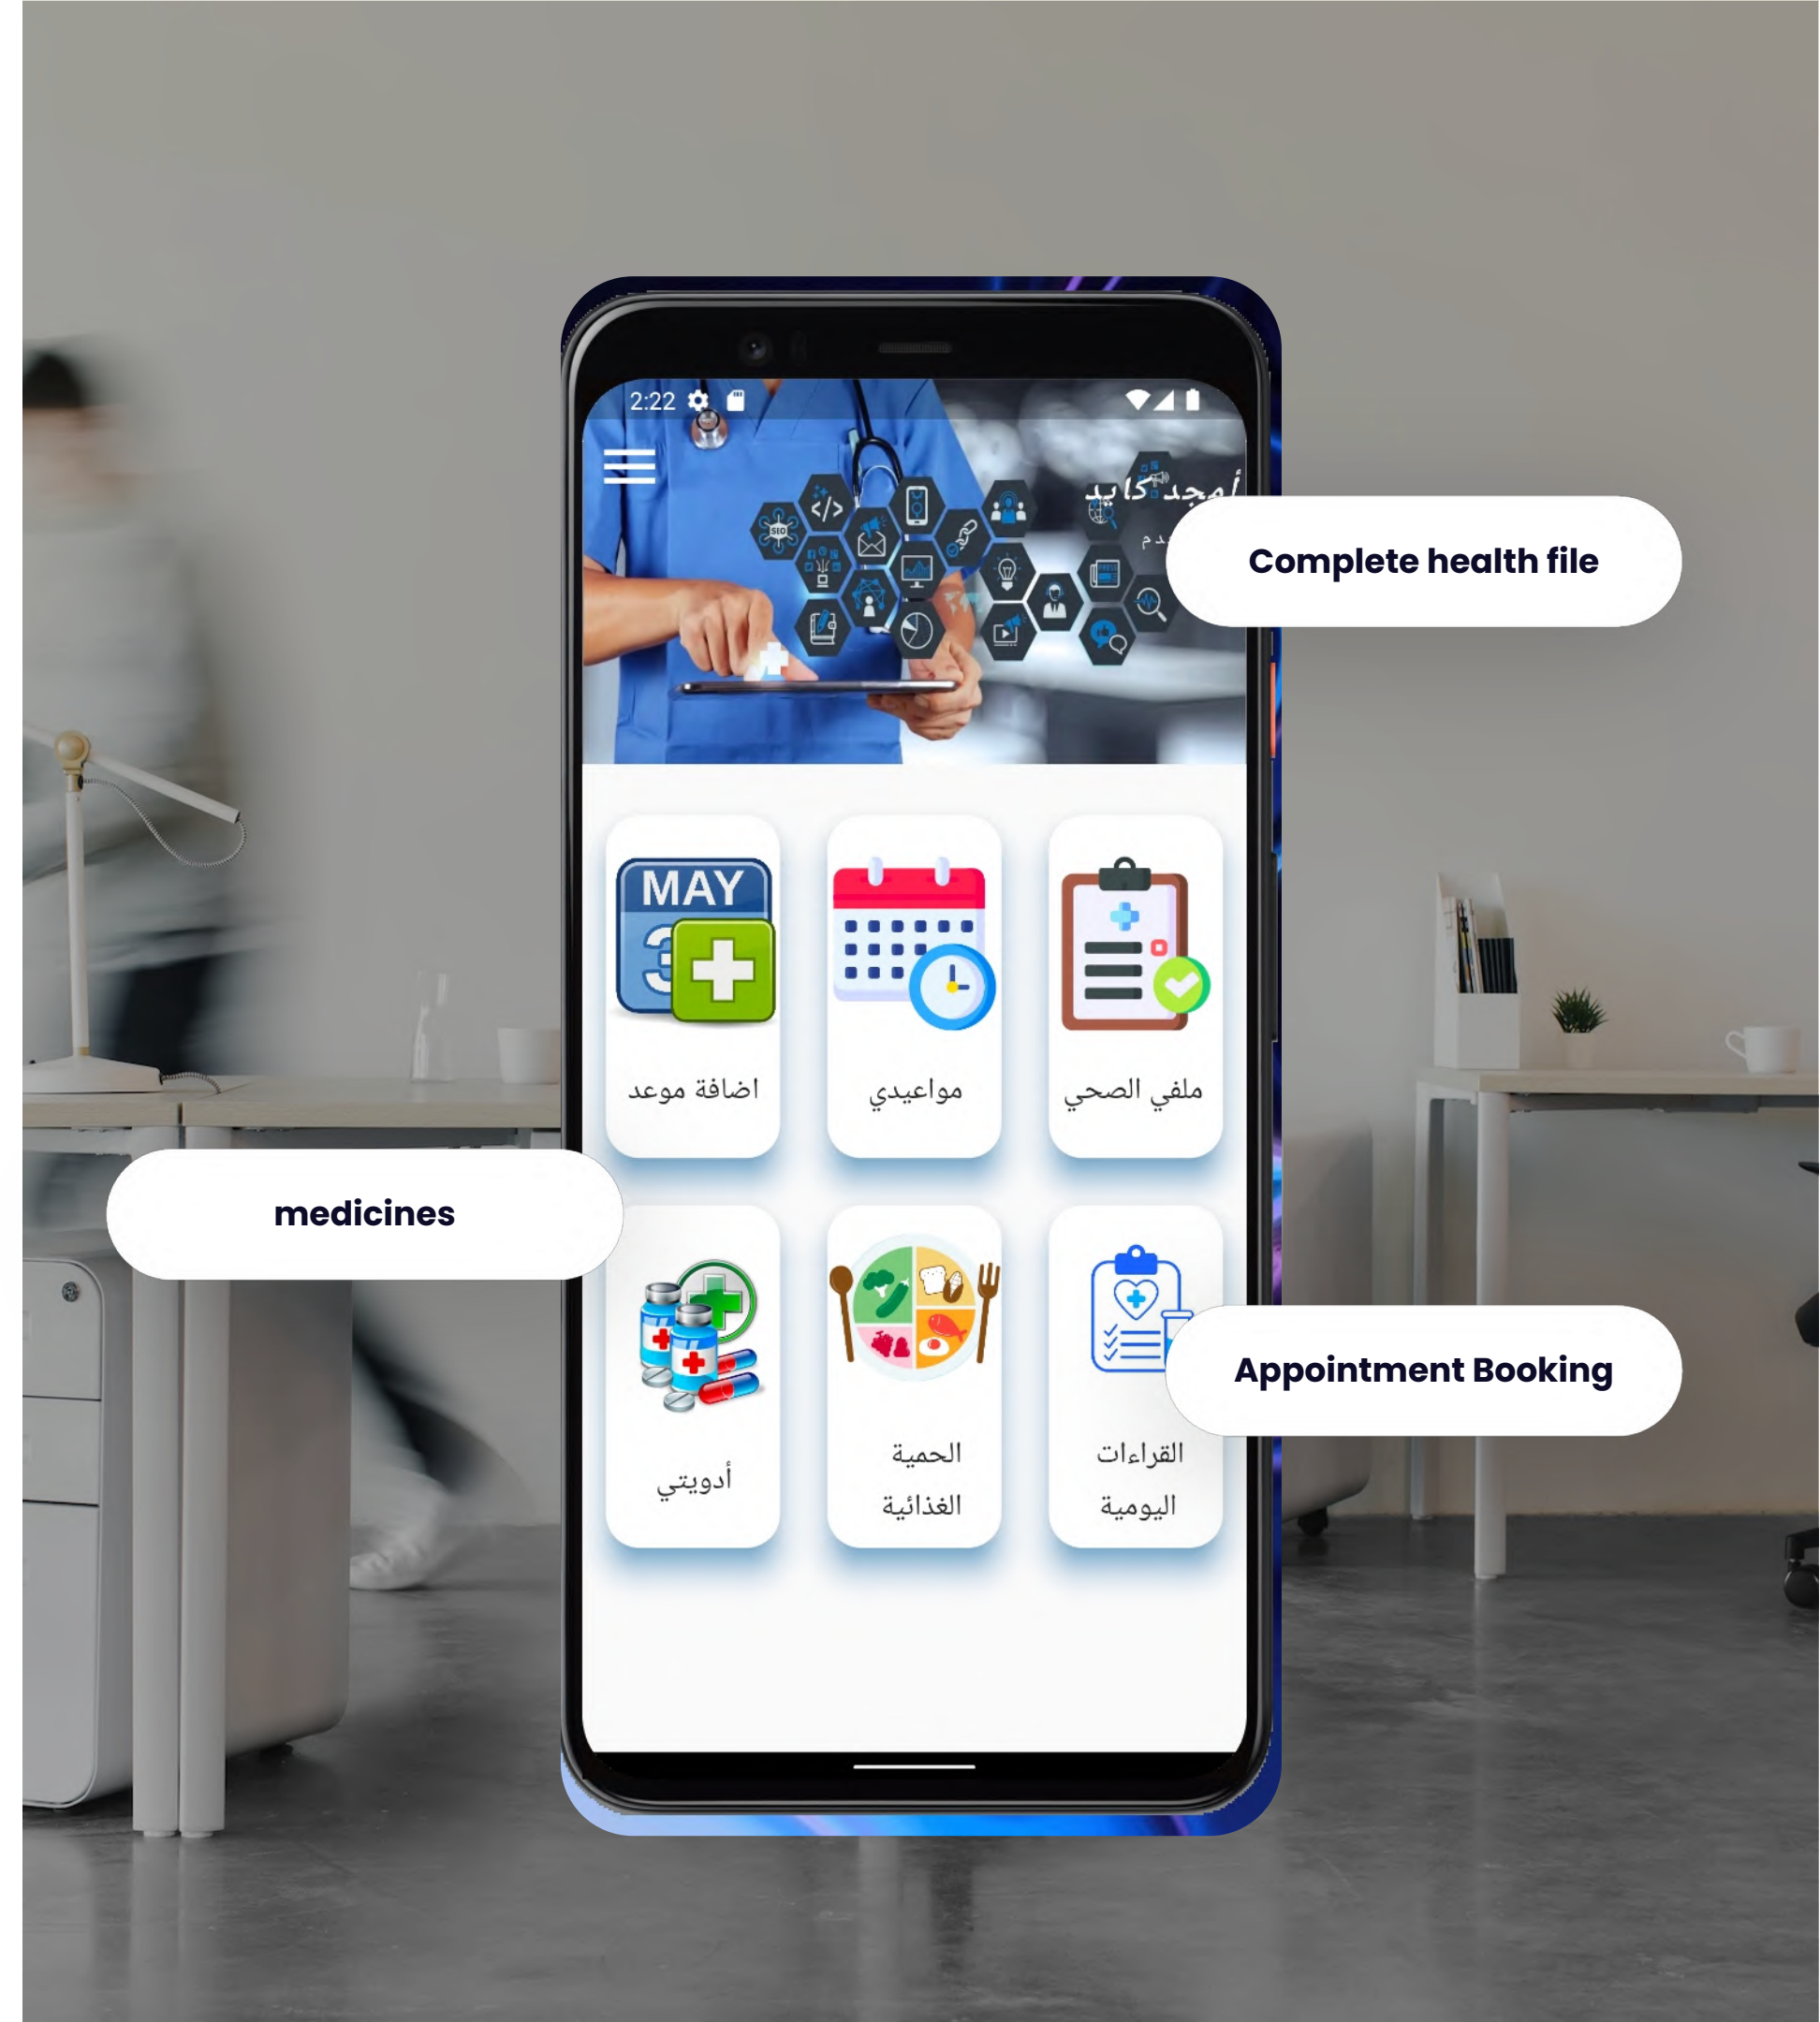 2:22
أمجد كايد
Complete health file
SEO
</>
MAY
3
ملفي الصحي
مواعيدي
اضافة موعد
medicines
Appointment Booking
القراءات
اليومية
الحمية
الغذائية
أدويتي